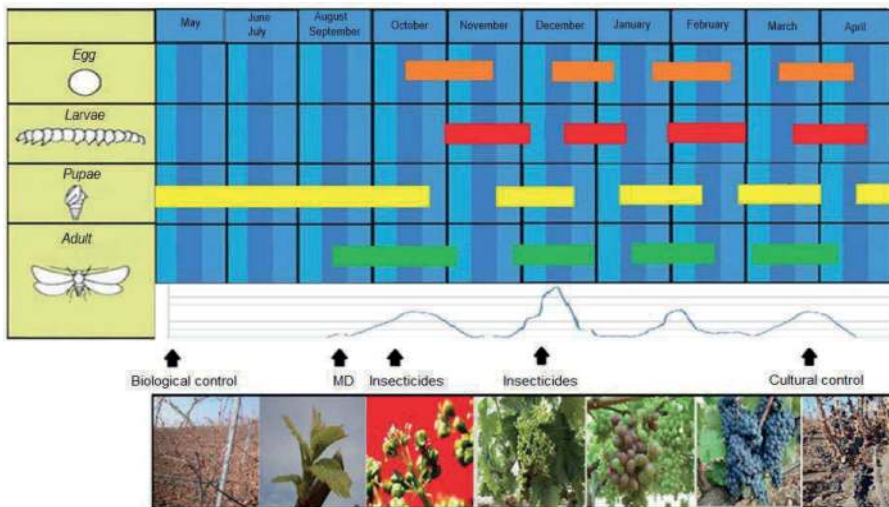 May
June
July
August
September
October
November
December
January
February
March
April
Egg
Larvae
Pupae
Adult
Biological control
MD
Insecticides
Insecticides
Cultural control